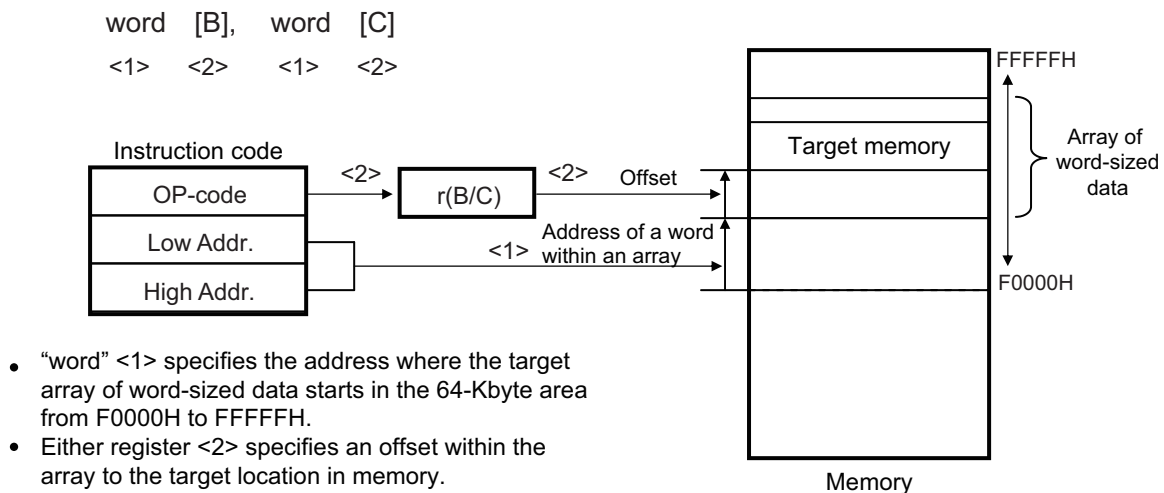 word [B], word [C]
<1> <2> <1> <2>
Instruction code
OP-code
Low Addr.
High Addr.
<2>
r(B/C)
<2>
Offset
<1>
Address of a word
within an array
FFFFFH
Target memory
Array of
word-sized
data
F0000H
Memory
• “word” <1> specifies the address where the target
array of word-sized data starts in the 64-Kbyte area
from F0000H to FFFFFH.
• Either register <2> specifies an offset within the
array to the target location in memory.